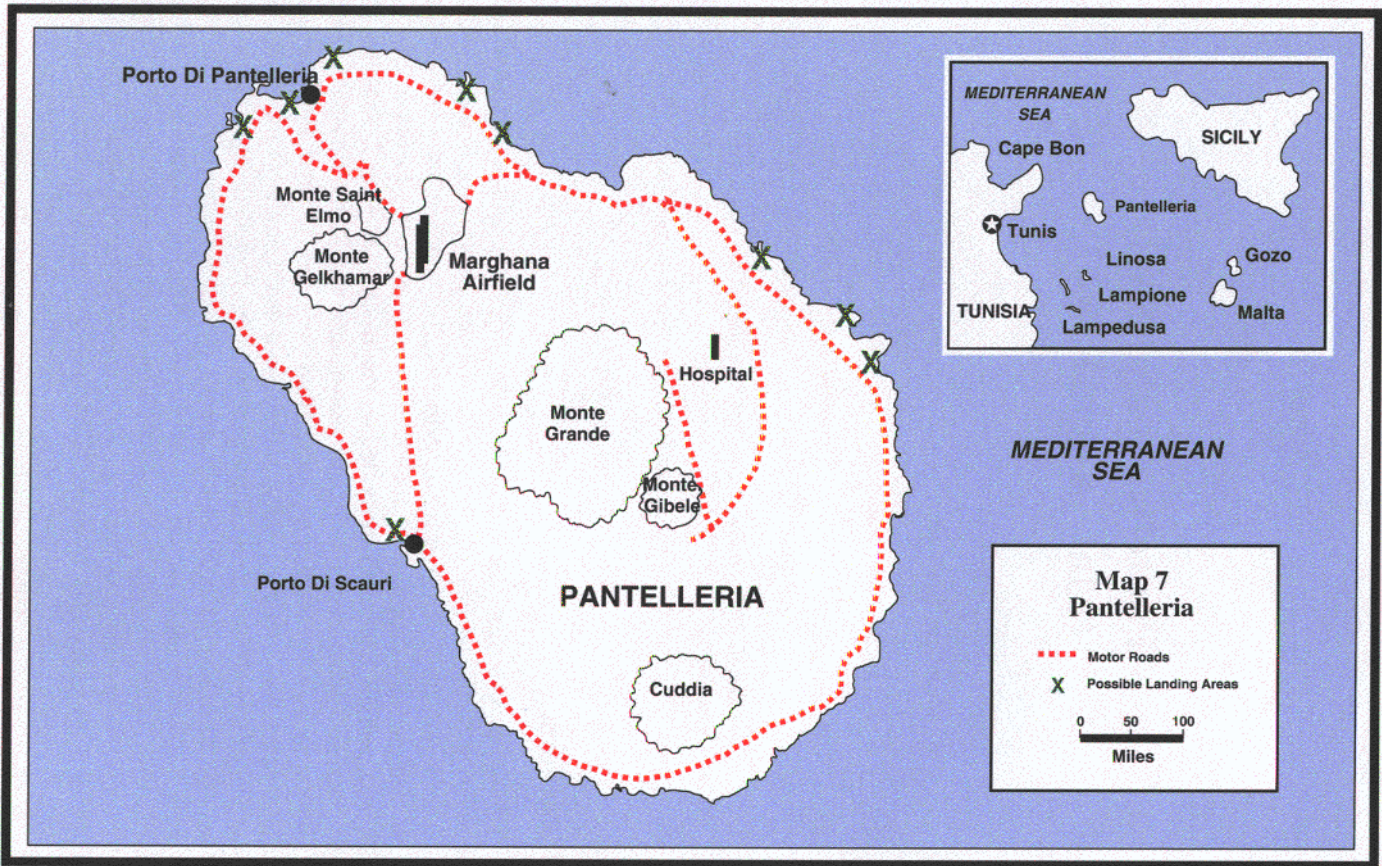 Porto Di Pantelleria
Monte Saint
Elmo
Monte
Gelkhamar
Marghana
Airfield
Hospital
Monte
Grande
Monte
Gibele
Porto Di Scauri
PANTELLERIA
Cuddia
MEDITERRANEAN
SEA
SICILY
Cape Bon
Pantelleria
Tunis
Linosa
Gozo
Lampione
TUNISIA
Malta
Lampedusa
MEDITERRANEAN
SEA
Map 7
Pantelleria
Motor Roads
X Possible Landing Areas
0 50 100
Miles
X
X
X
X
X
X
X
X
X